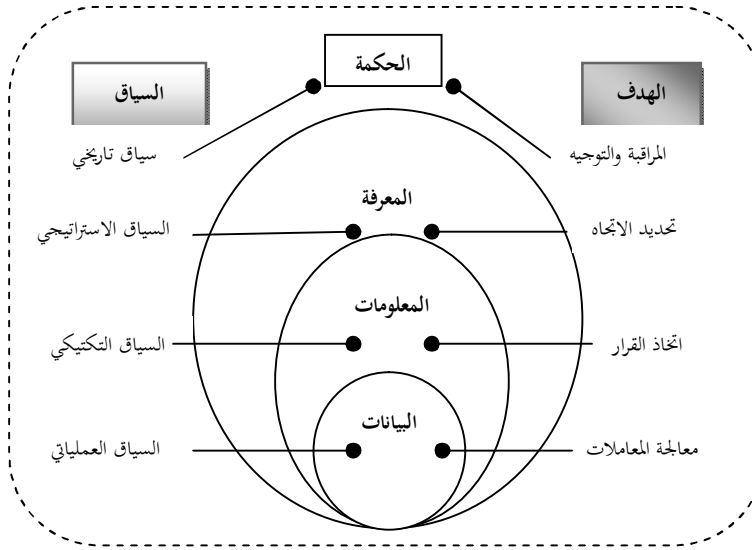 الحكمة
الهدف
السياق
المراقبة والتوجيه
سياق تاريخي
المعرفة
تحديد الاتجاه
السياق الاستراتيجي
المعلومات
اتخاذ القرار
السياق التكتيكي
البيانات
معالجة المعاملات
السياق العملياتي